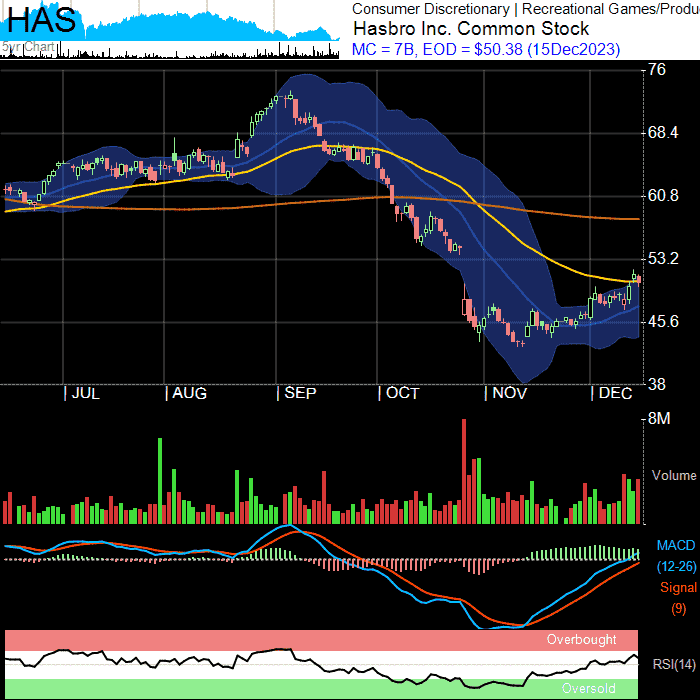 HAS
5yr Chart
Consumer Discretionary | Recreational Games/Produ
Hasbro Inc. Common Stock
MC = 7B, EOD = $50.38 (15Dec2023)
76
68.4
60.8
53.2
45.6
38
| JUL | AUG | SEP | OCT | NOV | DEC
8M
Volume
MACD
(12-26)
Signal
(9)
Overbought
RSI(14)
Oversold